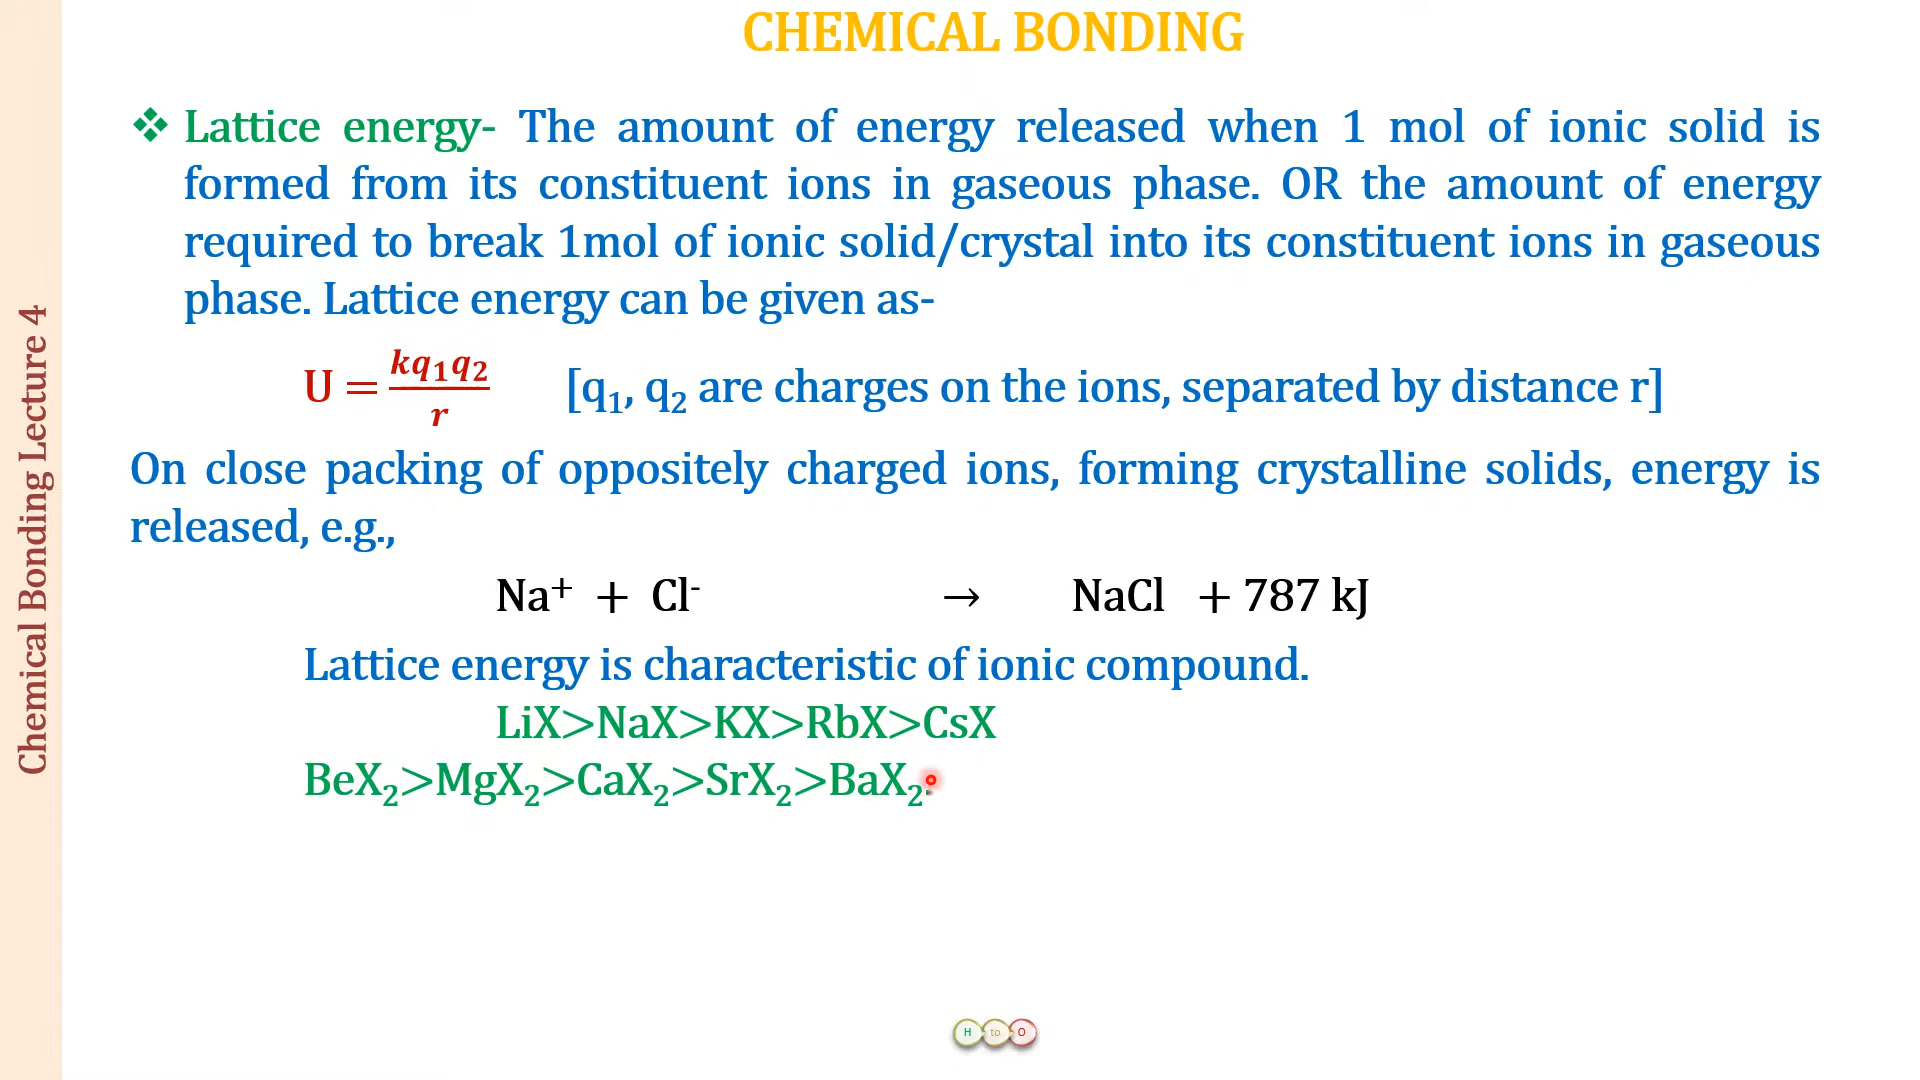 CHEMICAL BONDING
❖ Lattice energy- The amount of energy released when 1 mol of ionic solid is
formed from its constituent ions in gaseous phase. OR the amount of energy
required to break 1mol of ionic solid/crystal into its constituent ions in gaseous
phase. Lattice energy can be given as-
U = kq₁q₂/r [q₁, q₂ are charges on the ions, separated by distance r]
On close packing of oppositely charged ions, forming crystalline solids, energy is
released, e.g.,
Na⁺ + Cl⁻ → NaCl + 787 kJ
Lattice energy is characteristic of ionic compound.
LiX>NaX>KX>RbX>CsX
BeX₂>MgX₂>CaX₂>SrX₂>BaX₂.
Chemical Bonding Lecture 4
H to O